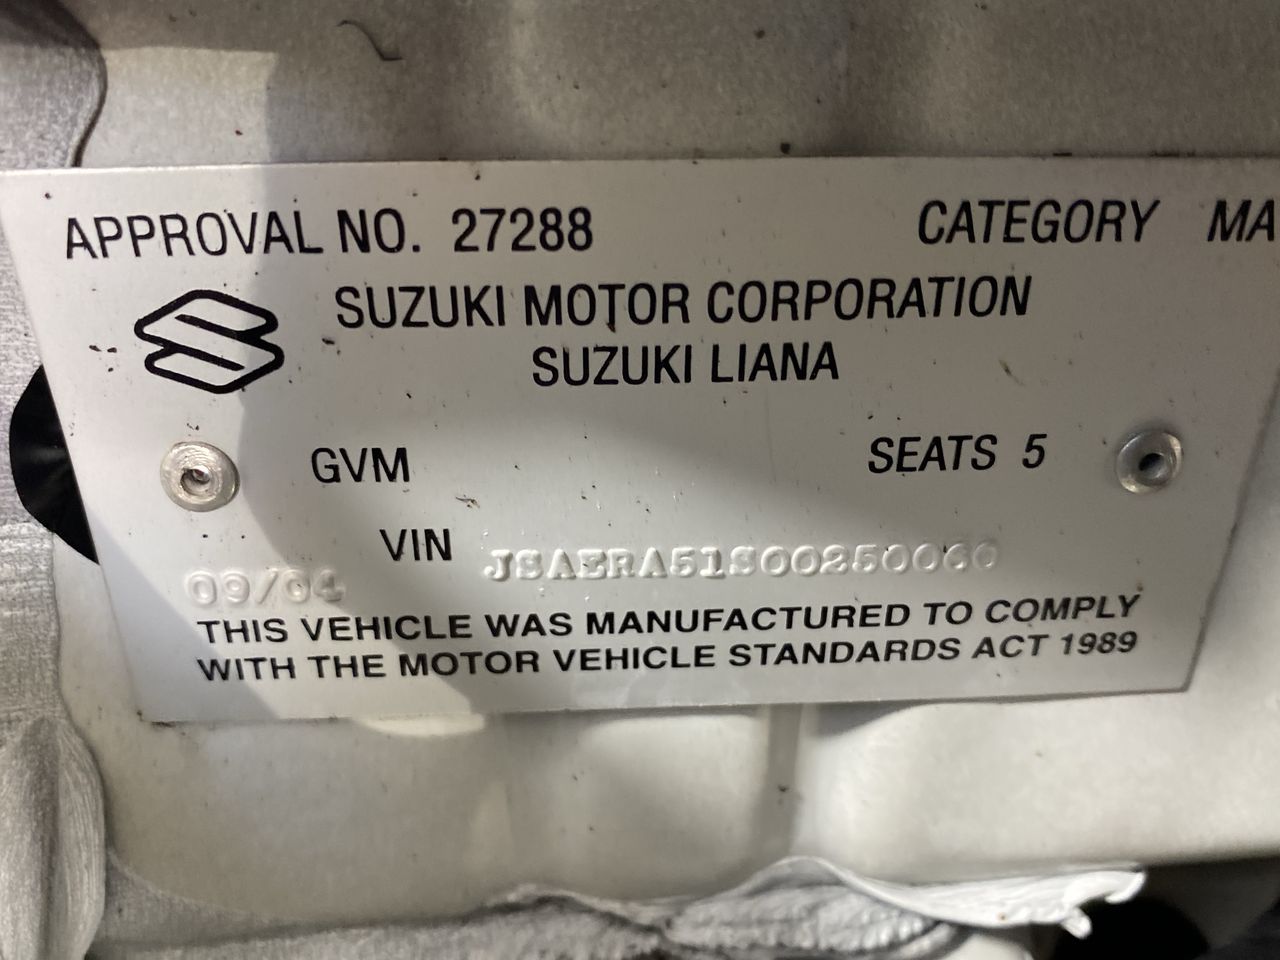 APPROVAL NO. 27288 CATEGORY MA
SUZUKI MOTOR CORPORATION
SUZUKI LIANA
GVM SEATS 5
VIN JSAERA51S00250060
09/04
THIS VEHICLE WAS MANUFACTURED TO COMPLY
WITH THE MOTOR VEHICLE STANDARDS ACT 1989